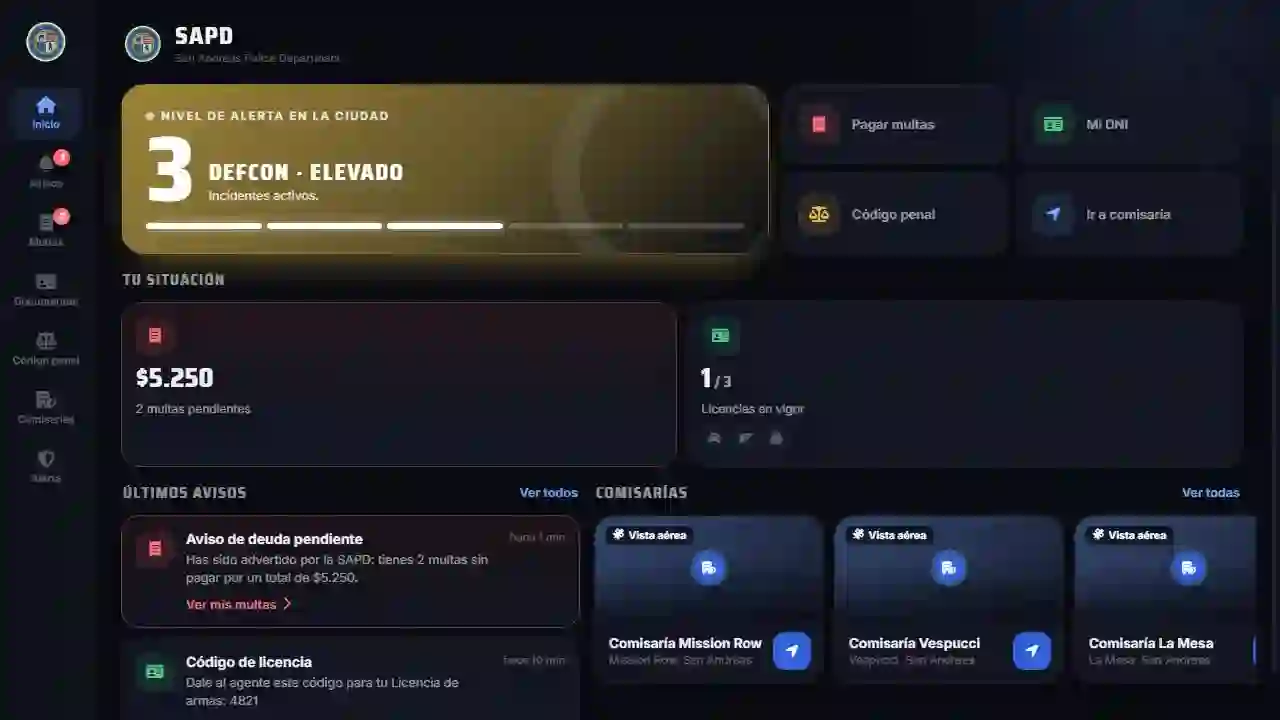 SAPD
San Andreas Police Department
Inicio
Avisos
Multas
Documentos
Código penal
Comisarías
Alerta
NIVEL DE ALERTA EN LA CIUDAD
3
DEFCON · ELEVADO
Incidentes activos.
Pagar multas
Mi DNI
Código penal
Ir a comisaría
TU SITUACIÓN
$5.250
2 multas pendientes
1 / 3
Licencias en vigor
ÚLTIMOS AVISOS
Ver todos
Aviso de deuda pendiente
hace 1 min
Has sido advertido por la SAPD: tienes 2 multas sin
pagar por un total de $5.250.
Ver mis multas
Código de licencia
hace 10 min
Dale al agente este código para tu Licencia de
armas: 4821
COMISARÍAS
Ver todas
Vista aérea
Comisaría Mission Row
Mission Row, San Andreas
Vista aérea
Comisaría Vespucci
Vespucci, San Andreas
Vista aérea
Comisaría La Mesa
La Mesa, San Andreas